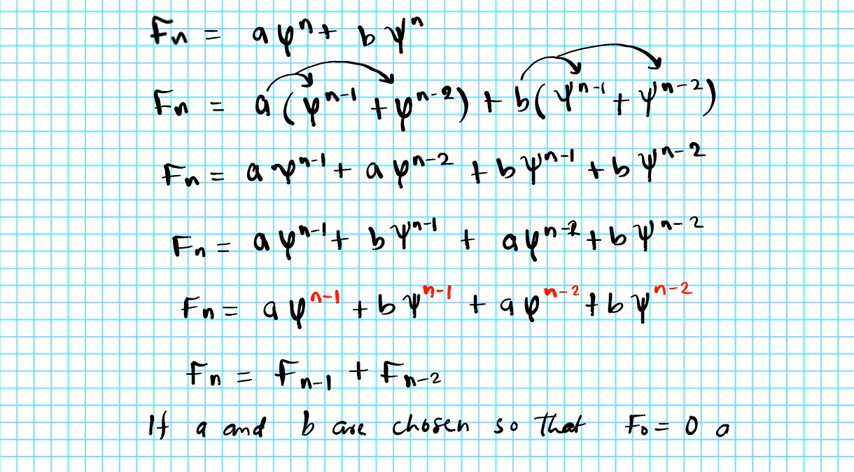 Fn = aφⁿ + bψⁿ
Fn = a(φⁿ⁻¹ + φⁿ⁻²) + b(ψⁿ⁻¹ + ψⁿ⁻²)
Fn = aφⁿ⁻¹ + aφⁿ⁻² + bψⁿ⁻¹ + bψⁿ⁻²
Fn = aφⁿ⁻¹ + bψⁿ⁻¹ + aφⁿ⁻² + bψⁿ⁻²
Fn = aφⁿ⁻¹ + bψⁿ⁻¹ + aφⁿ⁻² + bψⁿ⁻²
Fn = Fn-1 + Fn-2
If a and b are chosen so that F₀ = 0 a